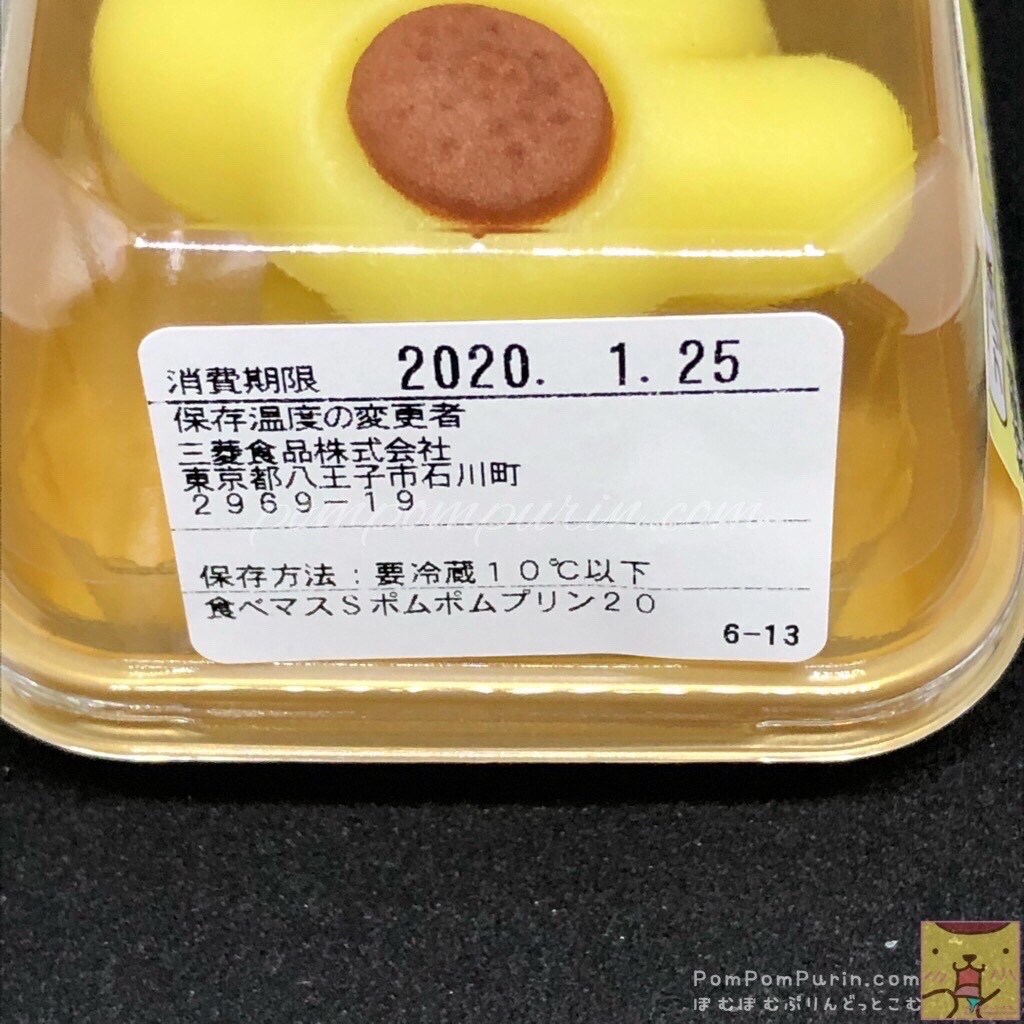 消費期限 2020. 1. 25
保存温度の変更者
三菱食品株式会社
東京都八王子市石川町
2969-19
pompompurin.com
保存方法:要冷蔵10℃以下
食べマスSポムポムプリン20
6-13
PomPomPurin.com
ぽむぽむぷりんどっとこむ